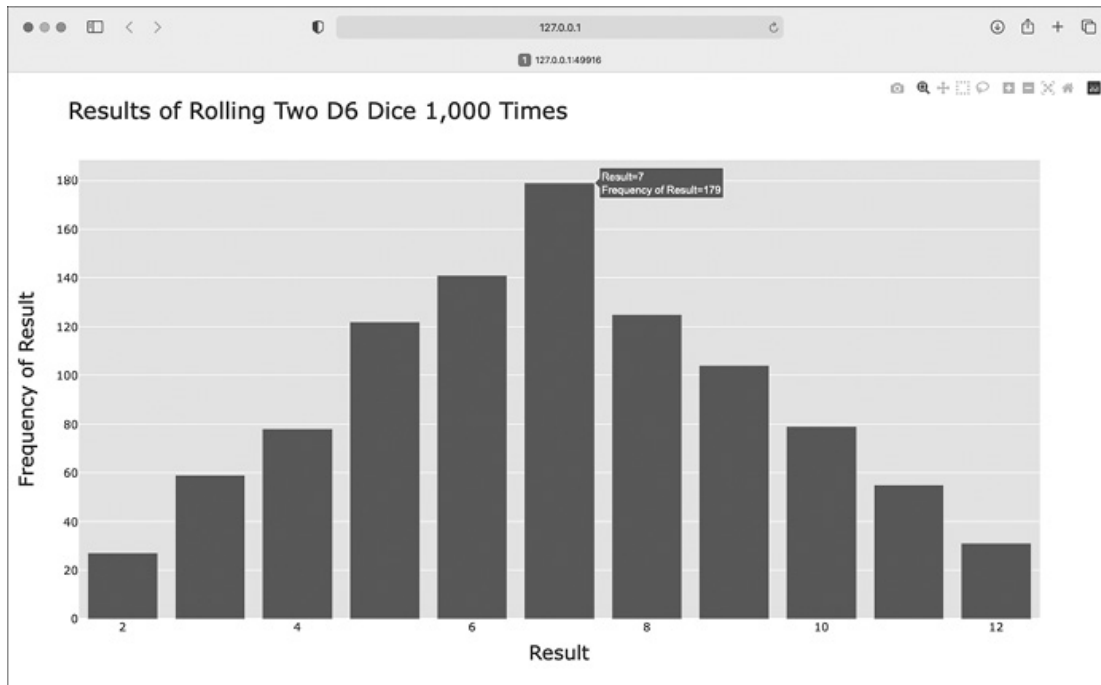 127.0.0.1
1 127.0.0.1:49916
Results of Rolling Two D6 Dice 1,000 Times
Result=7
Frequency of Result=179
180
160
140
120
100
80
60
40
20
0
Frequency of Result
2 4 6 8 10 12
Result